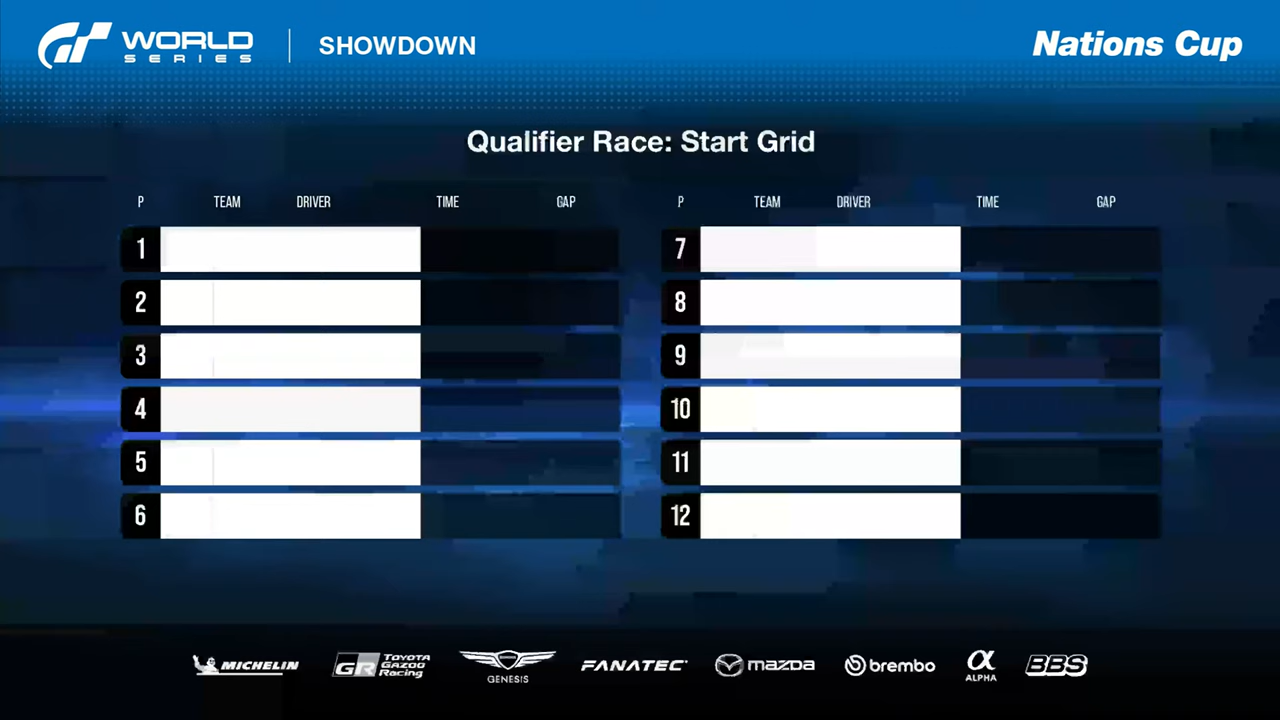 GT WORLD SERIES | SHOWDOWN
Nations Cup
Qualifier Race: Start Grid
P TEAM DRIVER TIME GAP
1
2
3
4
5
6
P TEAM DRIVER TIME GAP
7
8
9
10
11
12
MICHELIN GR TOYOTA GAZOO Racing GENESIS FANATEC mazda brembo α ALPHA BBS